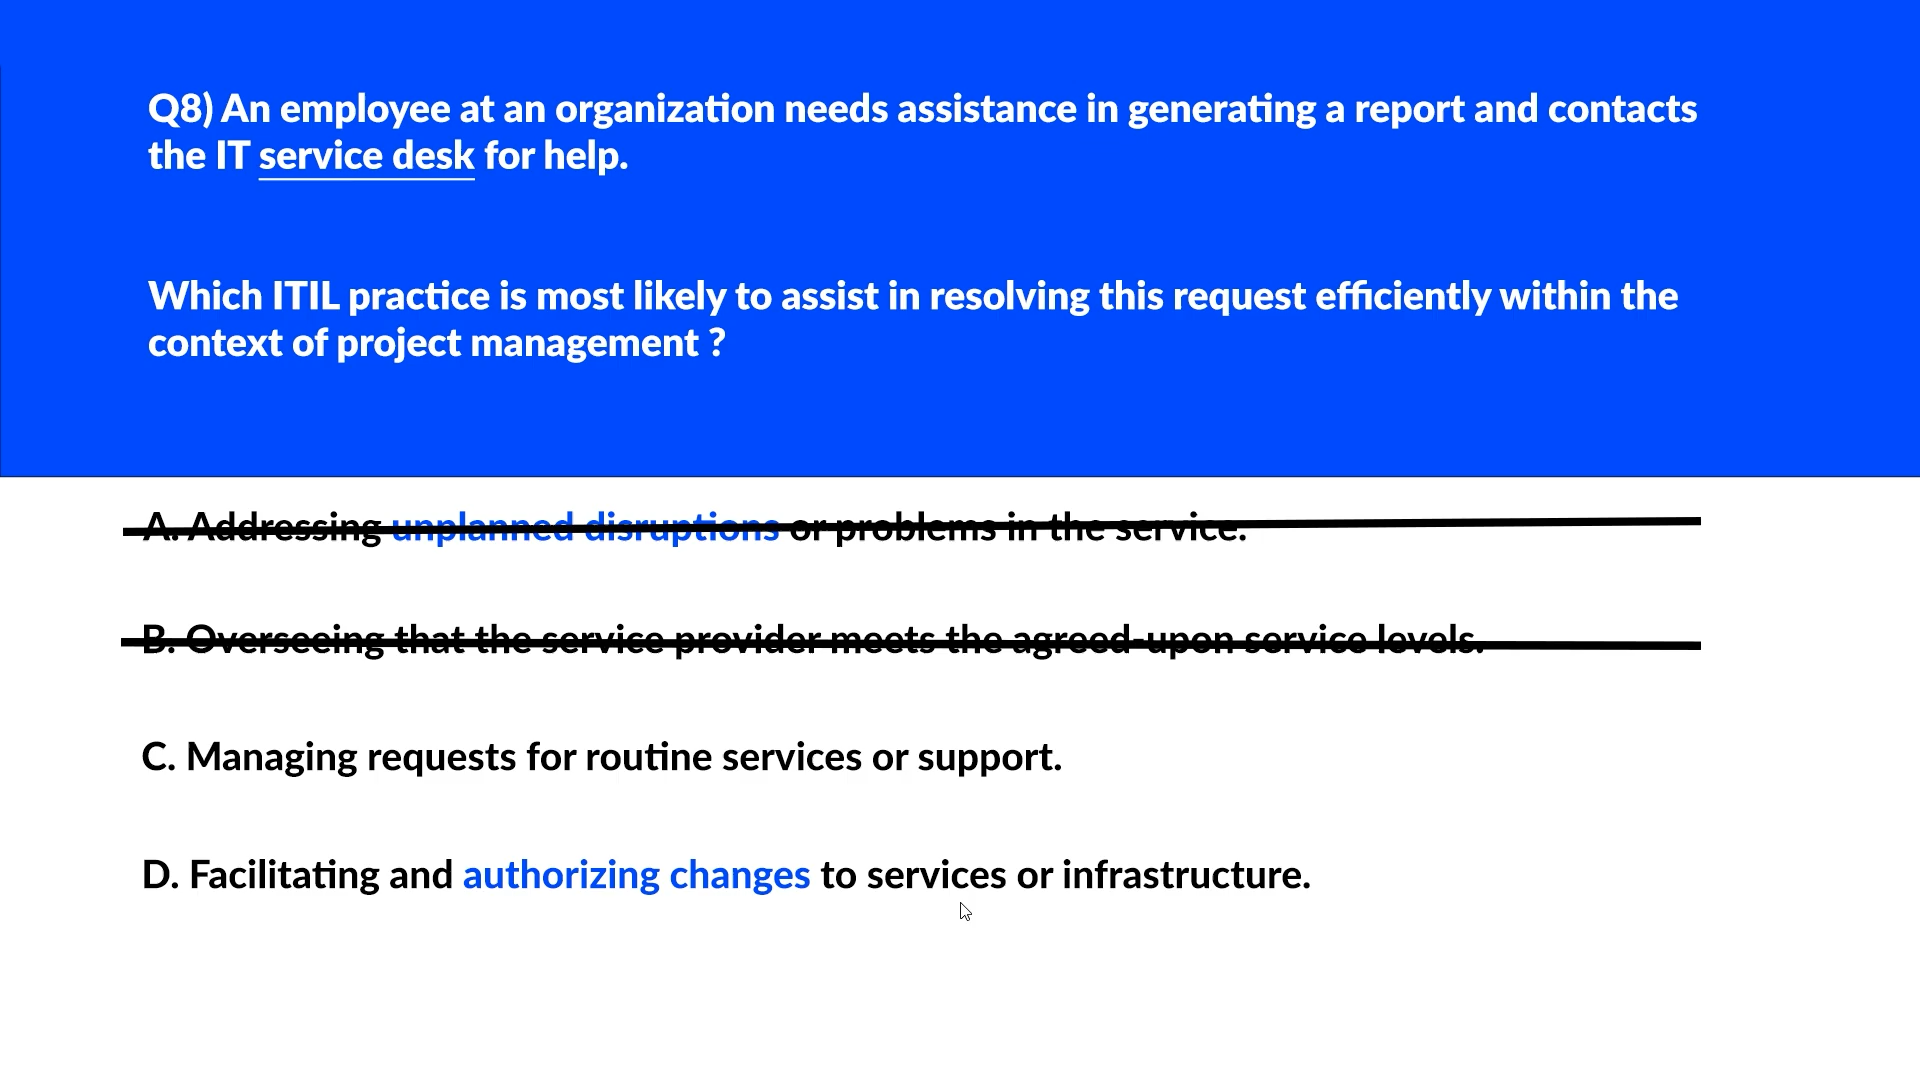 Q8) An employee at an organization needs assistance in generating a report and contacts
the IT service desk for help.
Which ITIL practice is most likely to assist in resolving this request efficiently within the
context of project management ?
A. Addressing unplanned disruptions or problems in the service.
B. Overseeing that the service provider meets the agreed-upon service levels.
C. Managing requests for routine services or support.
D. Facilitating and authorizing changes to services or infrastructure.